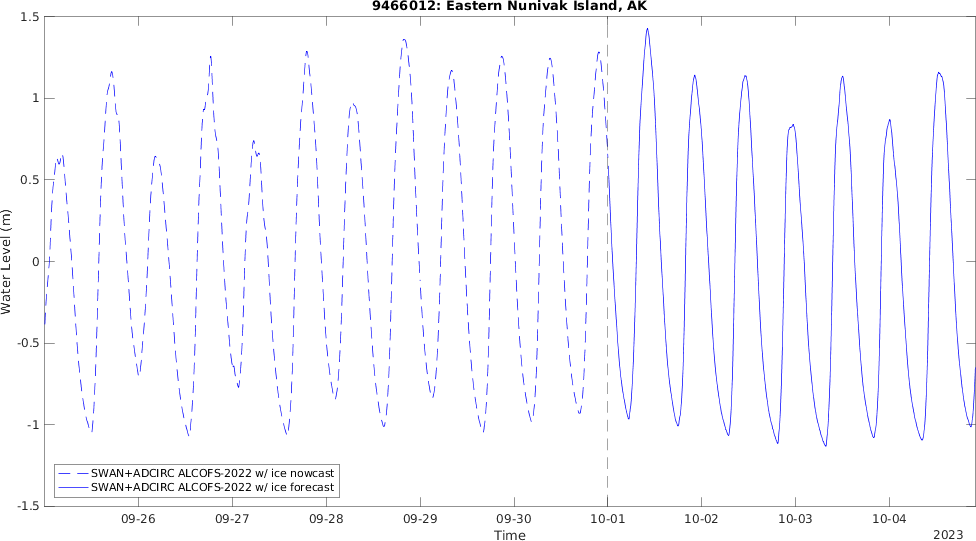 9466012: Eastern Nunivak Island, AK
1.5
1
0.5
0
-0.5
-1
-1.5
Water Level (m)
SWAN+ADCIRC ALCOFS-2022 w/ ice nowcast
SWAN+ADCIRC ALCOFS-2022 w/ ice forecast
09-26 09-27 09-28 09-29 09-30 10-01 10-02 10-03 10-04
Time
2023